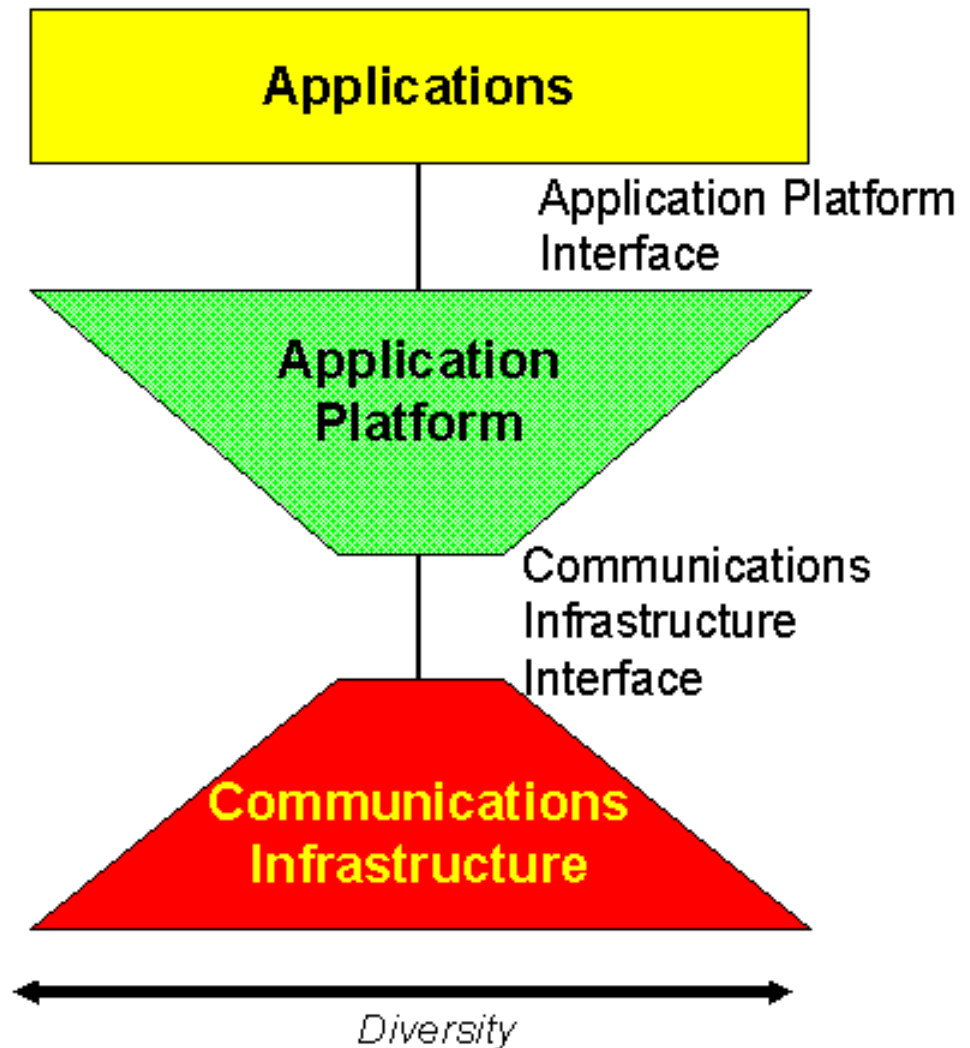 Applications
Application Platform
Interface
Application
Platform
Communications
Infrastructure
Interface
Communications
Infrastructure
Diversity